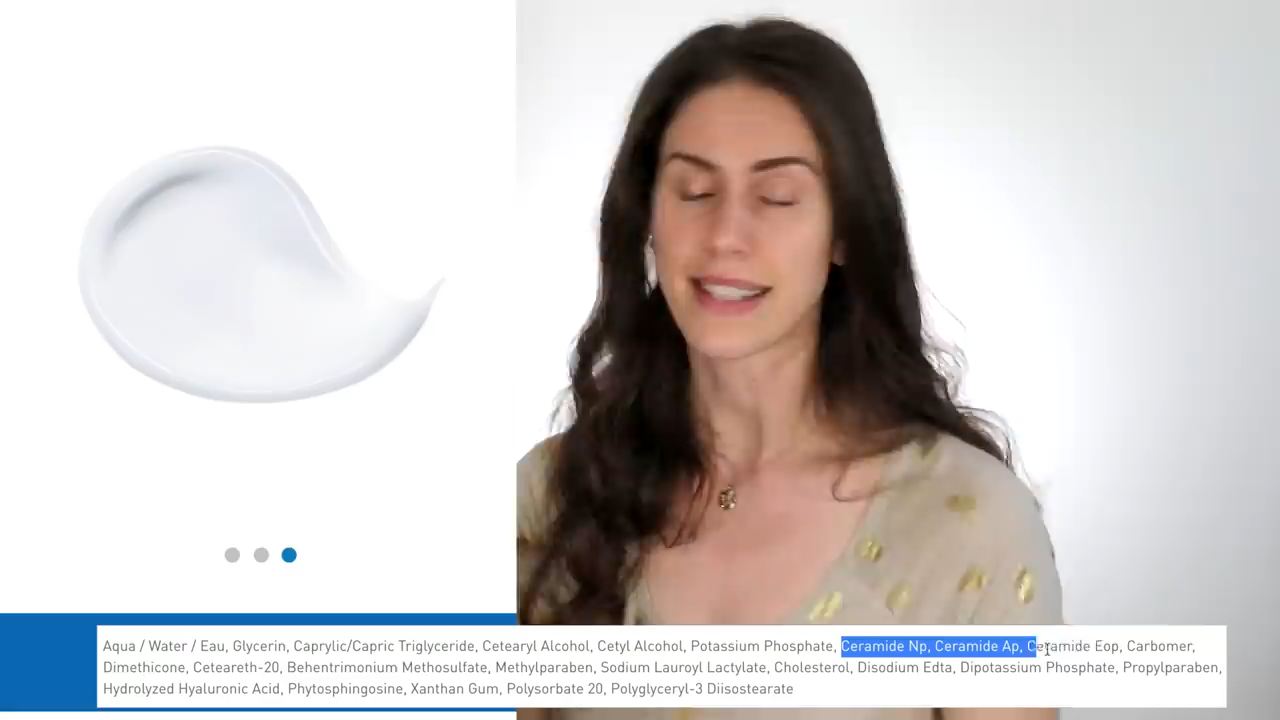 Aqua / Water / Eau, Glycerin, Caprylic/Capric Triglyceride, Cetearyl Alcohol, Cetyl Alcohol, Potassium Phosphate, Ceramide Np, Ceramide Ap, Ceramide Eop, Carbomer,
Dimethicone, Ceteareth-20, Behentrimonium Methosulfate, Methylparaben, Sodium Lauroyl Lactylate, Cholesterol, Disodium Edta, Dipotassium Phosphate, Propylparaben,
Hydrolyzed Hyaluronic Acid, Phytosphingosine, Xanthan Gum, Polysorbate 20, Polyglyceryl-3 Diisostearate